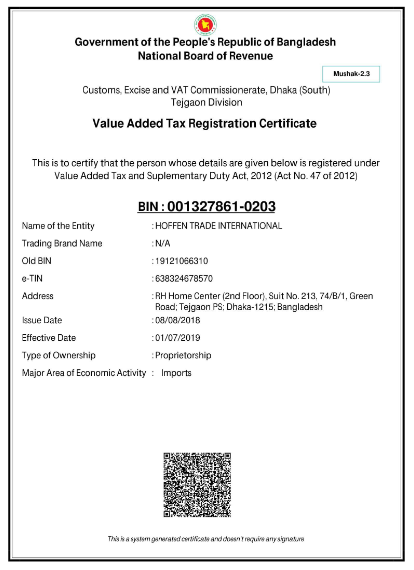 Government of the People's Republic of Bangladesh
National Board of Revenue
Mushak-2.3
Customs, Excise and VAT Commissionerate, Dhaka (South)
Tejgaon Division
Value Added Tax Registration Certificate
This is to certify that the person whose details are given below is registered under
Value Added Tax and Suplementary Duty Act, 2012 (Act No. 47 of 2012)
BIN : 001327861-0203
Name of the Entity : HOFFEN TRADE INTERNATIONAL
Trading Brand Name : N/A
Old BIN : 19121066310
e-TIN : 638324678570
Address : RH Home Center (2nd Floor), Suit No. 213, 74/B/1, Green
Road; Tejgaon PS; Dhaka-1215; Bangladesh
Issue Date : 08/08/2018
Effective Date : 01/07/2019
Type of Ownership : Proprietorship
Major Area of Economic Activity : Imports
This is a system generated certificate and doesn't require any signature